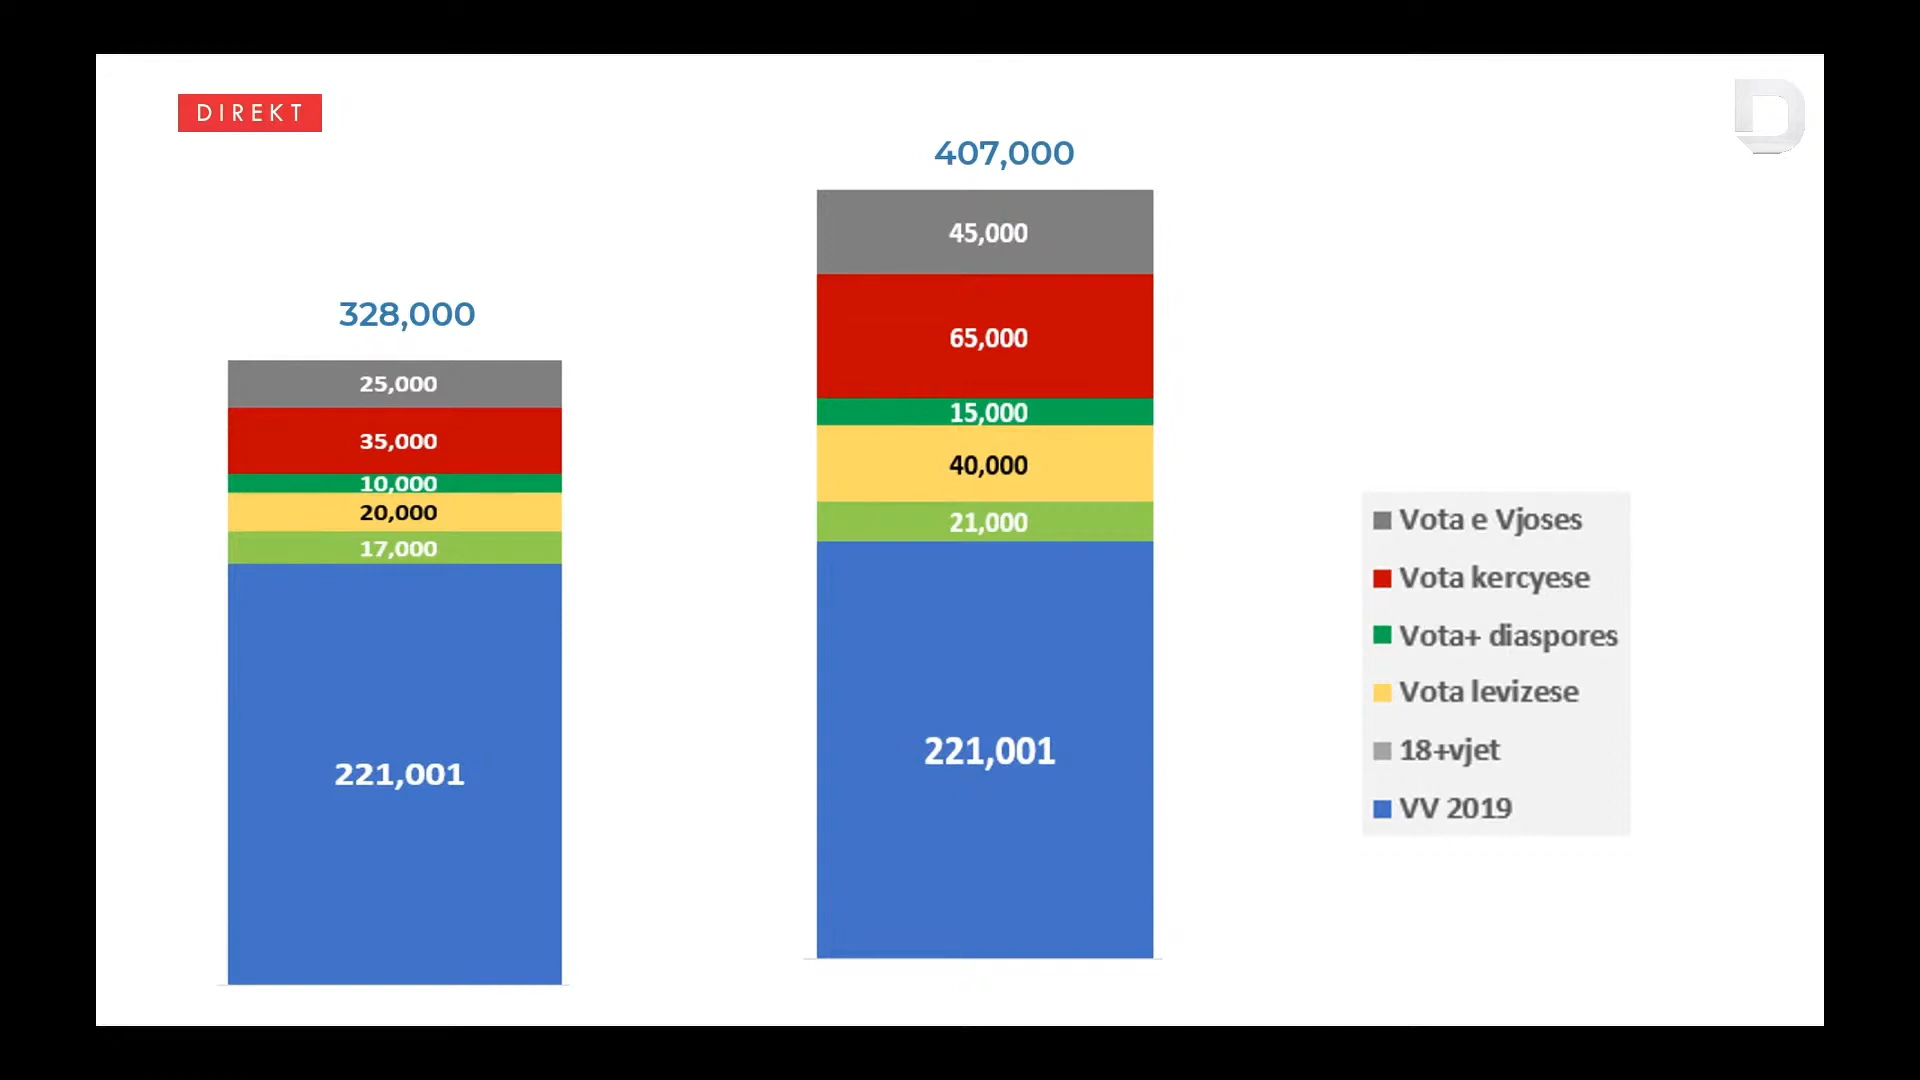 DIREKT
407,000
45,000
65,000
15,000
40,000
21,000
221,001
328,000
25,000
35,000
10,000
20,000
17,000
221,001
Vota e Vjoses
Vota kercyese
Vota+ diaspores
Vota levizese
18+vjet
VV 2019